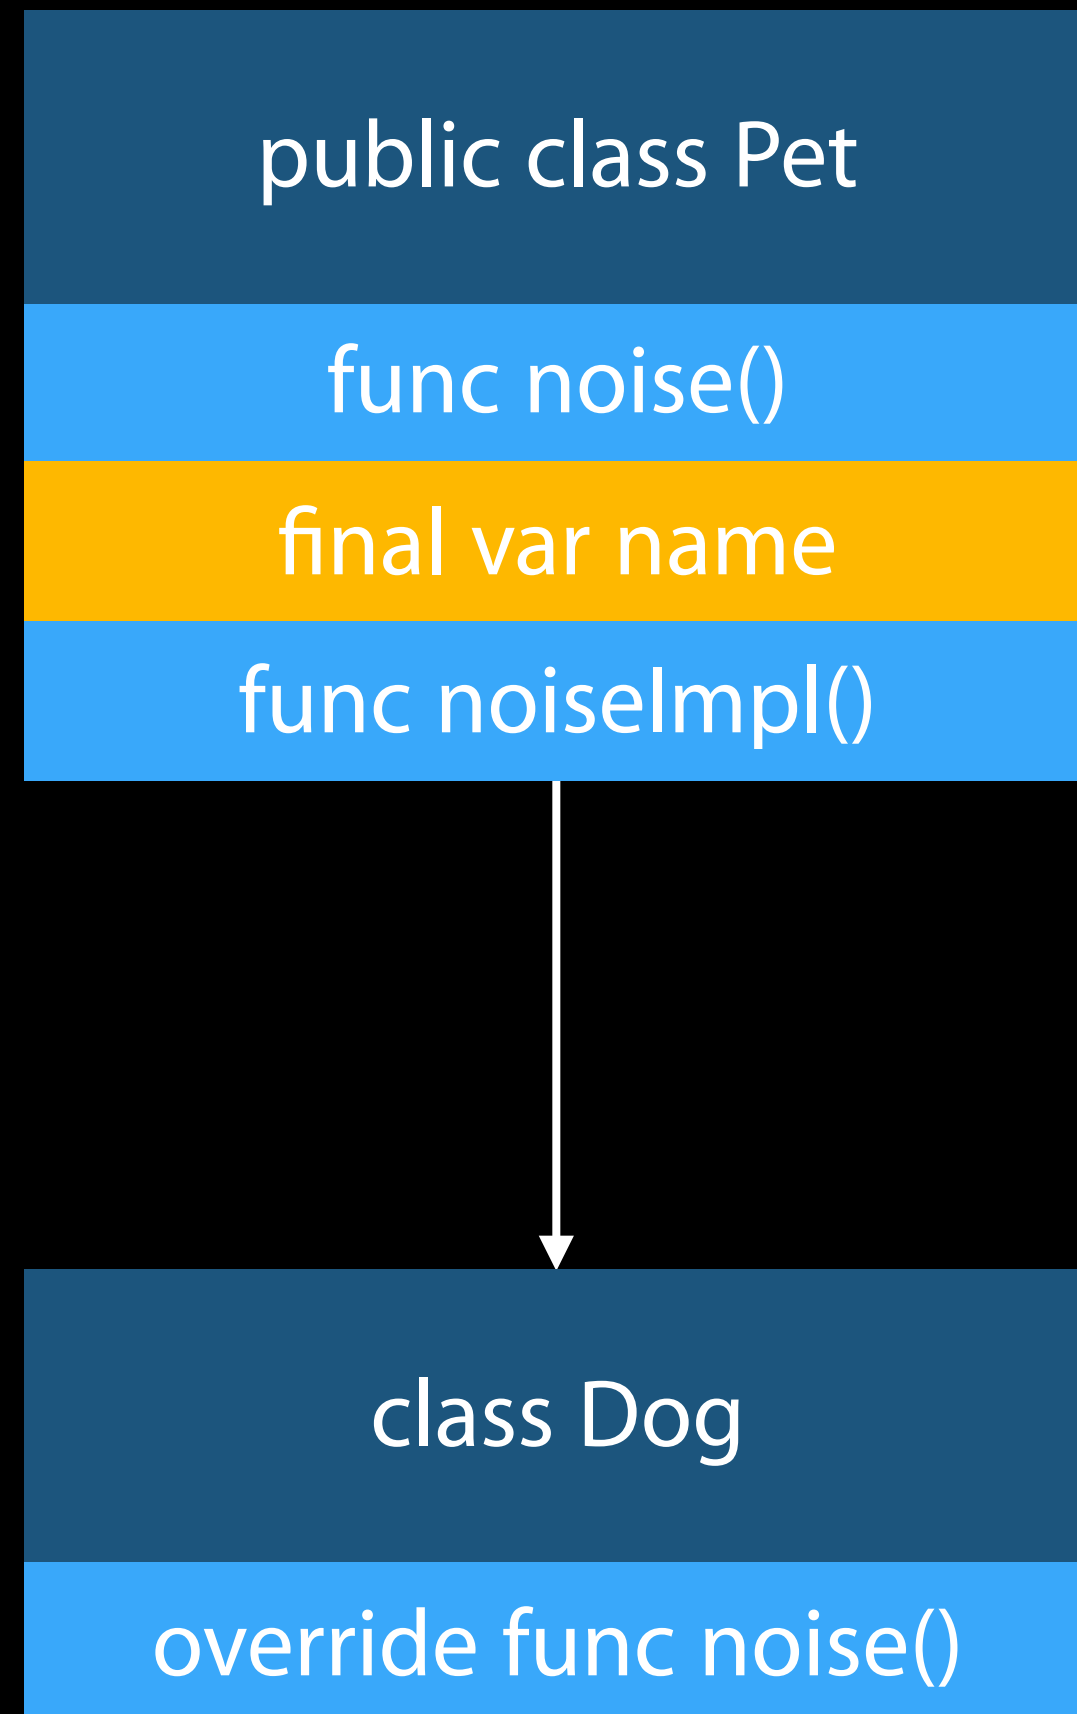 public class Pet
func noise()
final var name
func noiseImpl()
class Dog
override func noise()